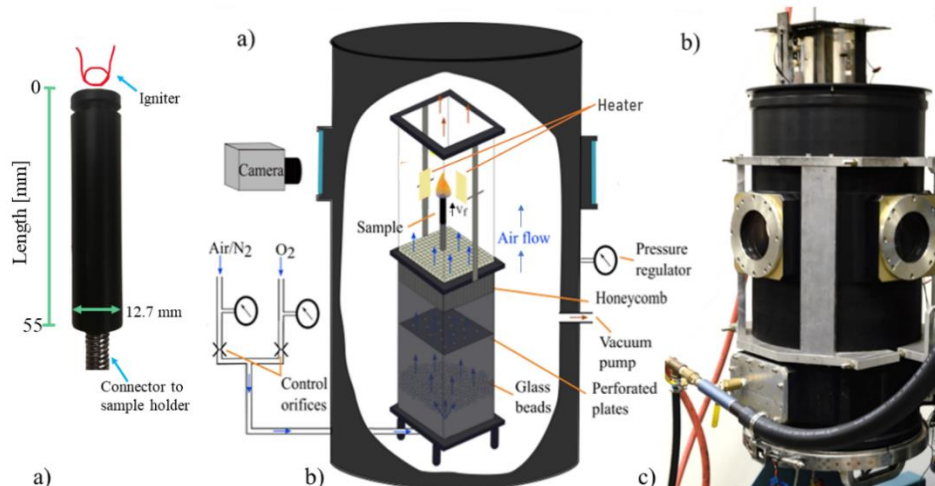 a)
b)
0
Igniter
Length [mm]
55
12.7 mm
Connector to
sample holder
a)
Heater
Camera
Sample
vf
Air flow
Air/N2
O2
Pressure
regulator
Honeycomb
Vacuum
pump
Control
orifices
Glass
beads
Perforated
plates
b)
c)